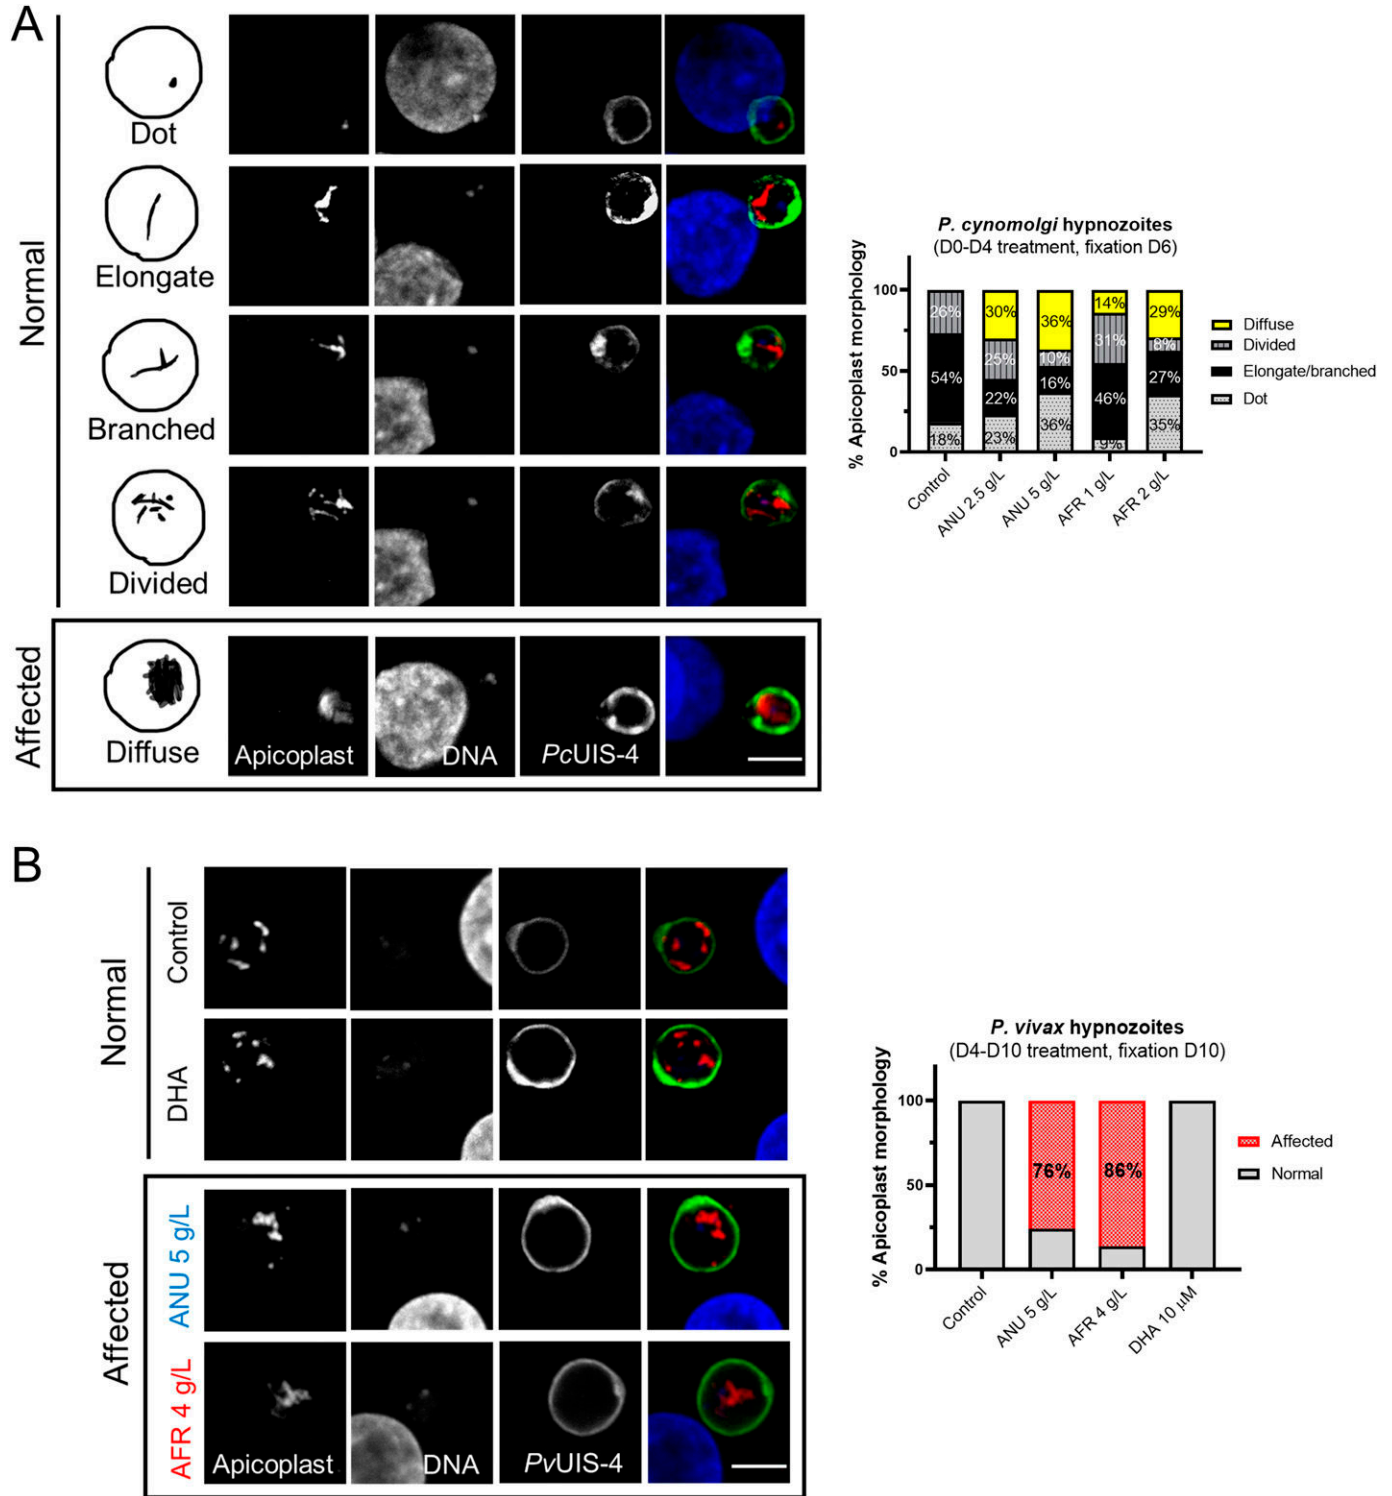 A
Normal
Dot
Elongate
Branched
Divided
Affected
Diffuse
Apicoplast
DNA
PcUIS-4
P. cynomolgi hypnozoites
(D0-D4 treatment, fixation D6)
% Apicoplast morphology
100
50
0
26%
54%
18%
30%
25%
22%
23%
36%
10%
16%
36%
14%
31%
46%
9%
29%
8%
27%
35%
Control
ANU 2.5 g/L
ANU 5 g/L
AFR 1 g/L
AFR 2 g/L
Diffuse
Divided
Elongate/branched
Dot
B
Normal
Control
DHA
Affected
ANU 5 g/L
AFR 4 g/L
Apicoplast
DNA
PvUIS-4
P. vivax hypnozoites
(D4-D10 treatment, fixation D10)
% Apicoplast morphology
100
50
0
76%
86%
Control
ANU 5 g/L
AFR 4 g/L
DHA 10 µM
Affected
Normal